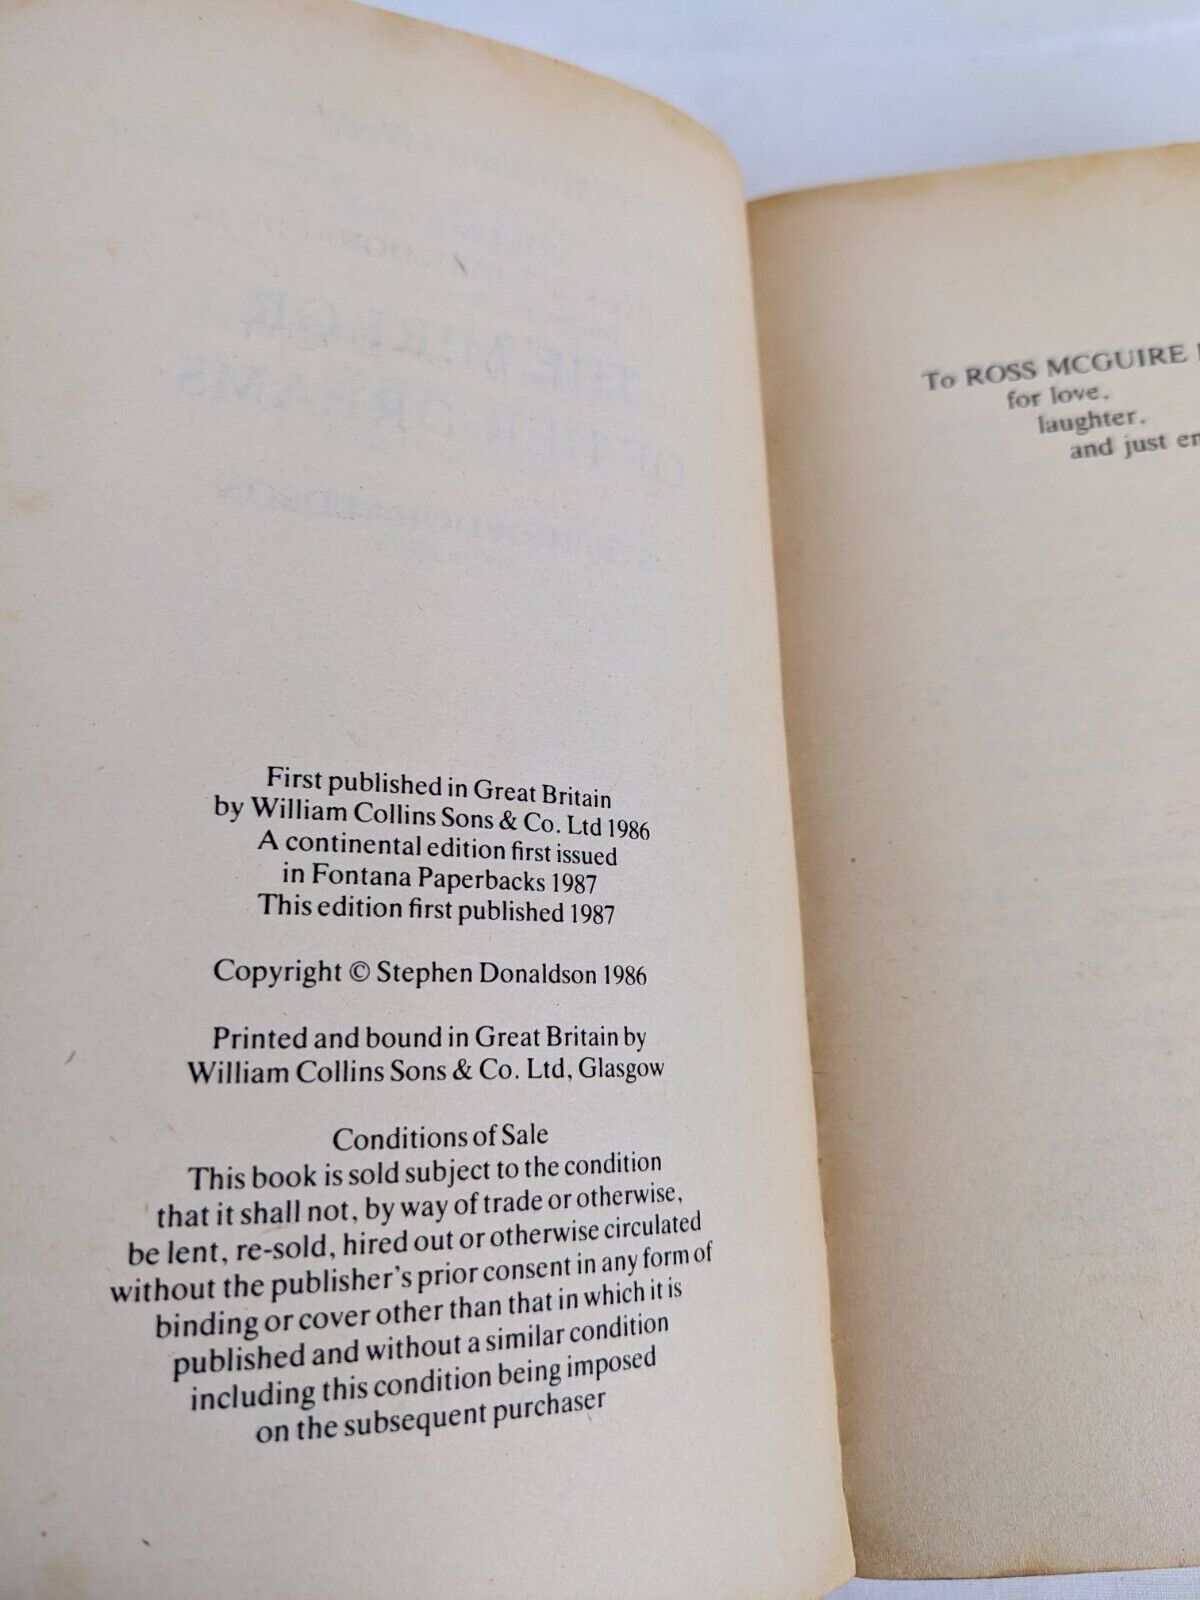 First published in Great Britain
by William Collins Sons & Co. Ltd 1986
A continental edition first issued
in Fontana Paperbacks 1987
This edition first published 1987
Copyright © Stephen Donaldson 1986
Printed and bound in Great Britain by
William Collins Sons & Co. Ltd, Glasgow
Conditions of Sale
This book is sold subject to the condition
that it shall not, by way of trade or otherwise,
be lent, re-sold, hired out or otherwise circulated
without the publisher's prior consent in any form of
binding or cover other than that in which it is
published and without a similar condition
including this condition being imposed
on the subsequent purchaser
To ROSS MCGUIRE
for love,
laughter,
and just